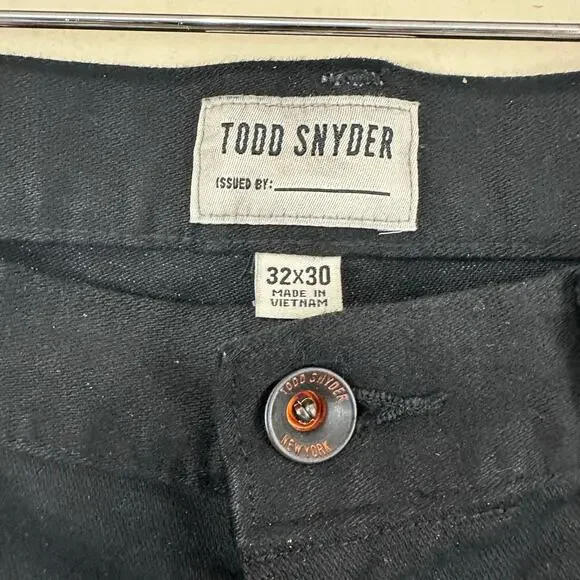 TODD SNYDER
ISSUED BY:
32x30
MADE IN
VIETNAM
TODD SNYDER
NEW YORK